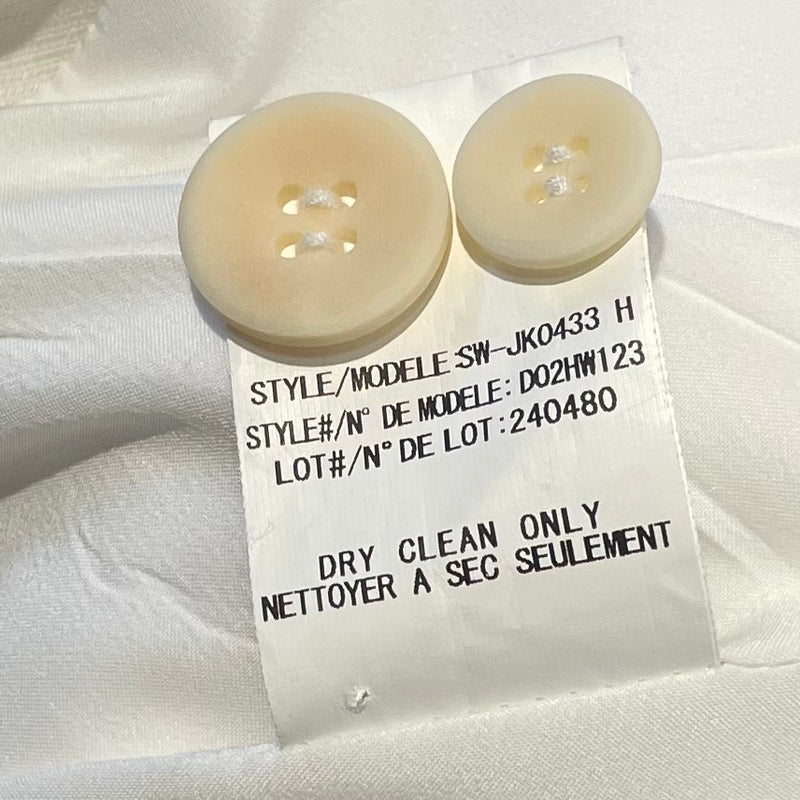 STYLE/MODELE:SW-JK0433 H
STYLE#/N° DE MODELE: D02HW123
LOT#/N° DE LOT:240480
DRY CLEAN ONLY
NETTOYER A SEC SEULEMENT